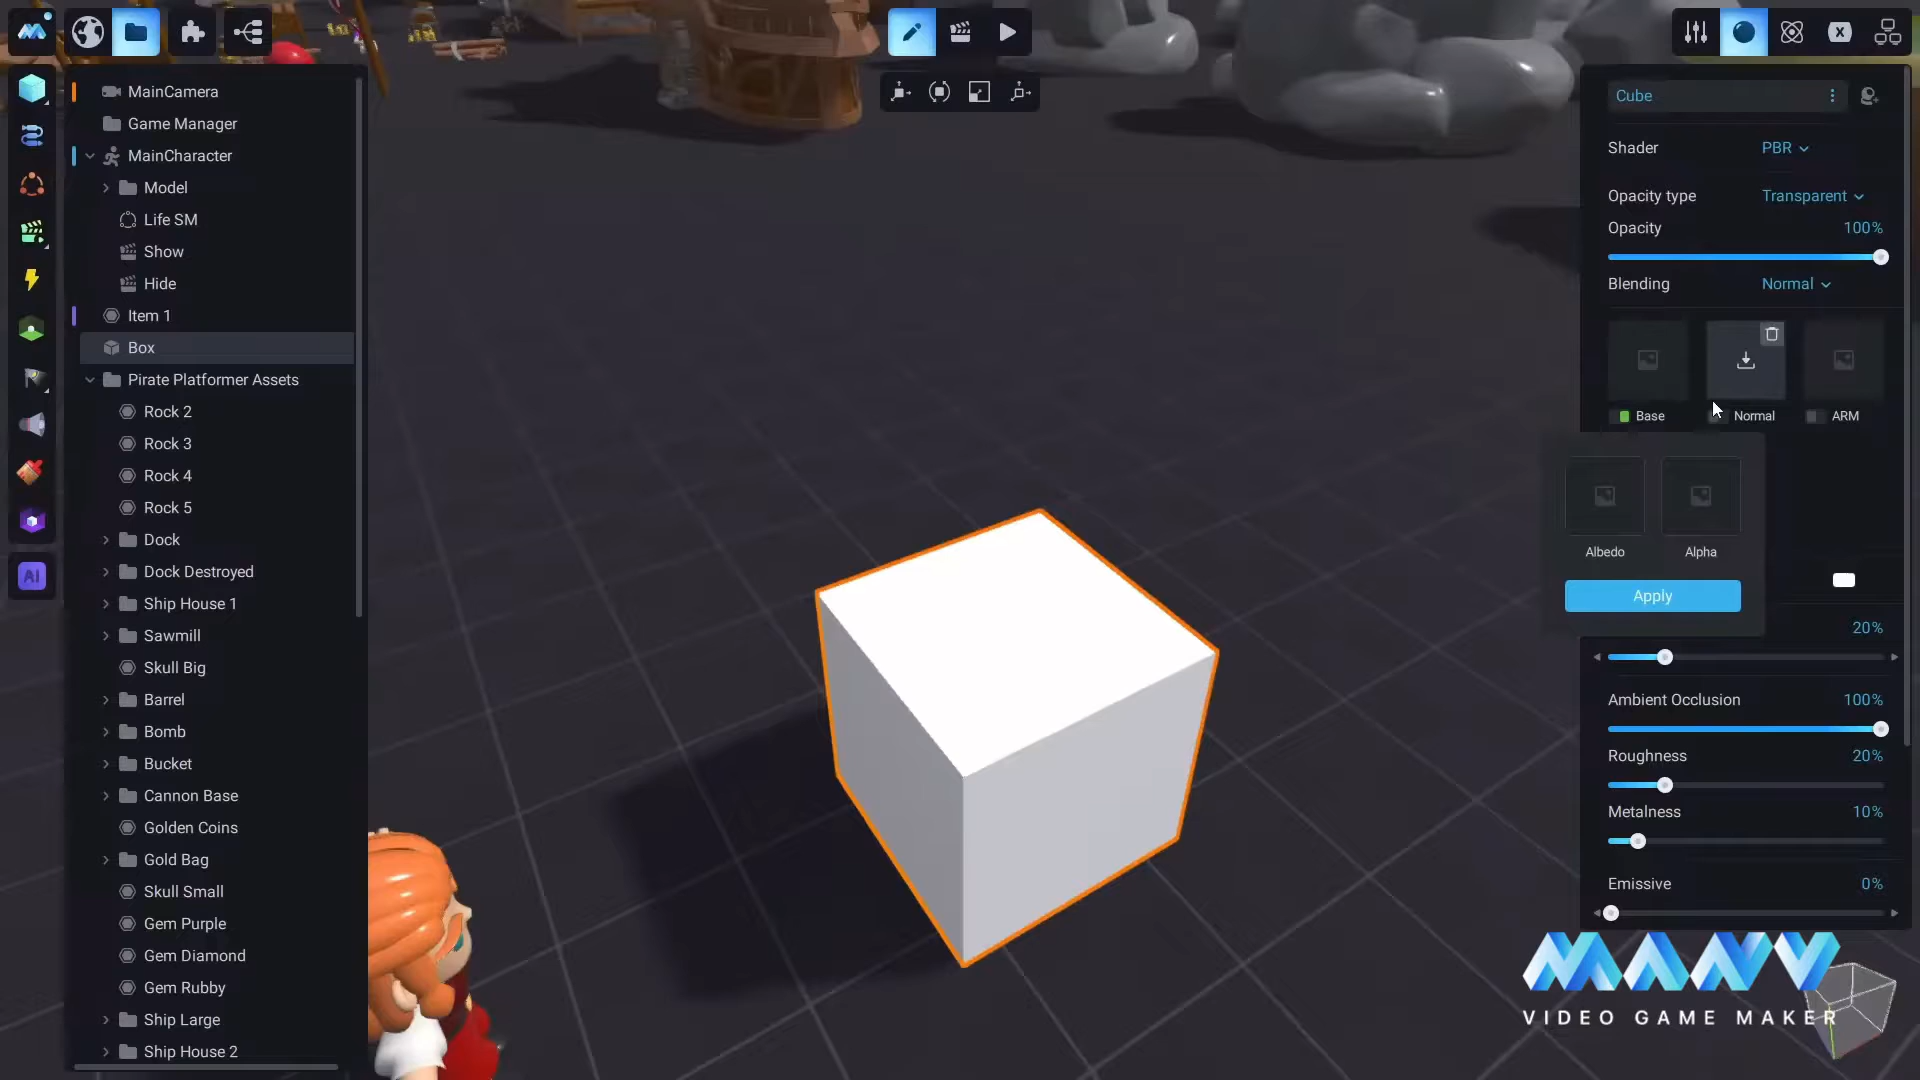 MainCamera
Game Manager
MainCharacter
Model
Life SM
Show
Hide
Item 1
Box
Pirate Platformer Assets
Rock 2
Rock 3
Rock 4
Rock 5
Dock
Dock Destroyed
Ship House 1
Sawmill
Skull Big
Barrel
Bomb
Bucket
Cannon Base
Golden Coins
Gold Bag
Skull Small
Gem Purple
Gem Diamond
Gem Rubby
Ship Large
Ship House 2
AI
X
Cube
Shader PBR
Opacity type Transparent
Opacity 100%
Blending Normal
Base Normal ARM
Albedo Alpha
Apply
20%
Ambient Occlusion 100%
Roughness 20%
Metalness 10%
Emissive 0%
VIDEO GAME MAKER